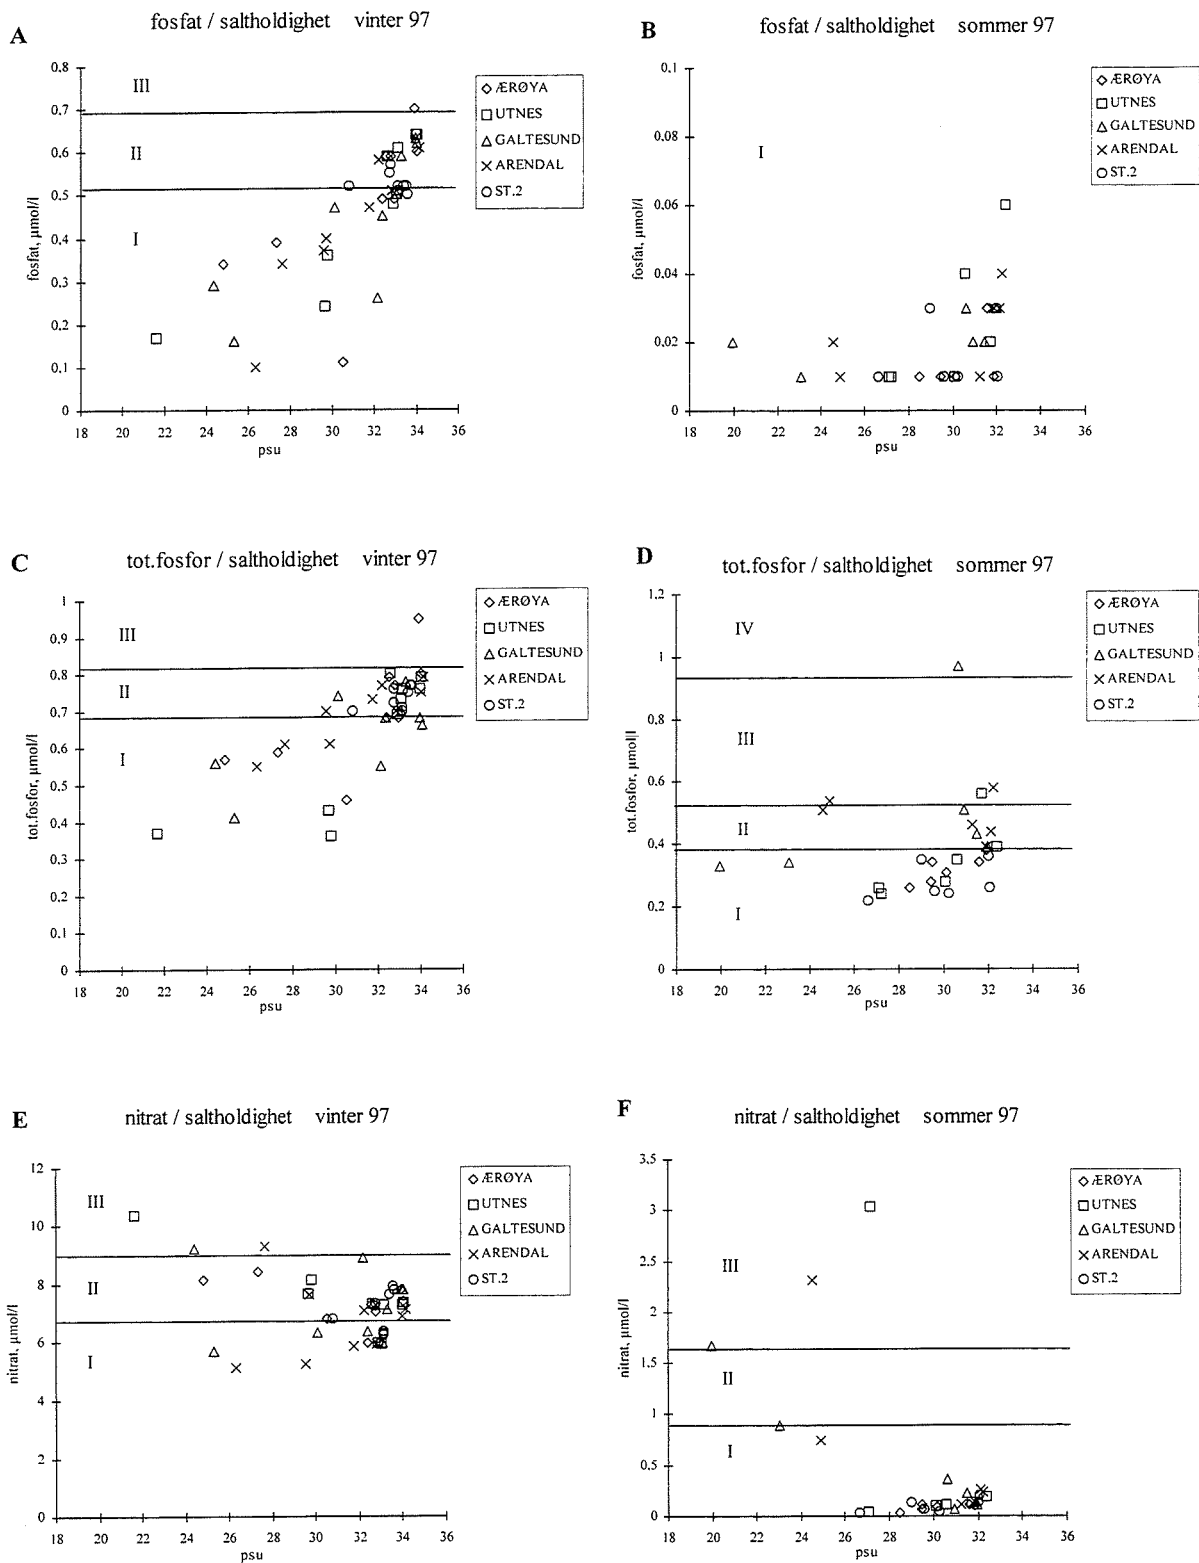 A
fosfat / saltholdighet vinter 97
0.8
0.7
0.6
0.5
0.4
0.3
0.2
0.1
0
fosfat, µmol/l
III
II
I
18 20 22 24 26 28 30 32 34 36
psu
ÆRØYA
UTNES
GALTESUND
ARENDAL
ST.2
B
fosfat / saltholdighet sommer 97
0.1
0.08
0.06
0.04
0.02
0
fosfat, µmol/l
I
18 20 22 24 26 28 30 32 34 36
psu
ÆRØYA
UTNES
GALTESUND
ARENDAL
ST.2
C
tot.fosfor / saltholdighet vinter 97
1
0.9
0.8
0.7
0.6
0.5
0.4
0.3
0.2
0.1
0
tot.fosfor, µmol/l
III
II
I
18 20 22 24 26 28 30 32 34 36
psu
ÆRØYA
UTNES
GALTESUND
ARENDAL
ST.2
D
tot.fosfor / saltholdighet sommer 97
1.2
1
0.8
0.6
0.4
0.2
0
tot.fosfor, µmol|l
IV
III
II
I
18 20 22 24 26 28 30 32 34 36
psu
ÆRØYA
UTNES
GALTESUND
ARENDAL
ST.2
E
nitrat / saltholdighet vinter 97
12
10
8
6
4
2
0
nitrat, µmol/l
III
II
I
18 20 22 24 26 28 30 32 34 36
psu
ÆRØYA
UTNES
GALTESUND
ARENDAL
ST.2
F
nitrat / saltholdighet sommer 97
3.5
3
2.5
2
1.5
1
0.5
0
nitrat, µmol/l
III
II
I
18 20 22 24 26 28 30 32 34 36
psu
ÆRØYA
UTNES
GALTESUND
ARENDAL
ST.2